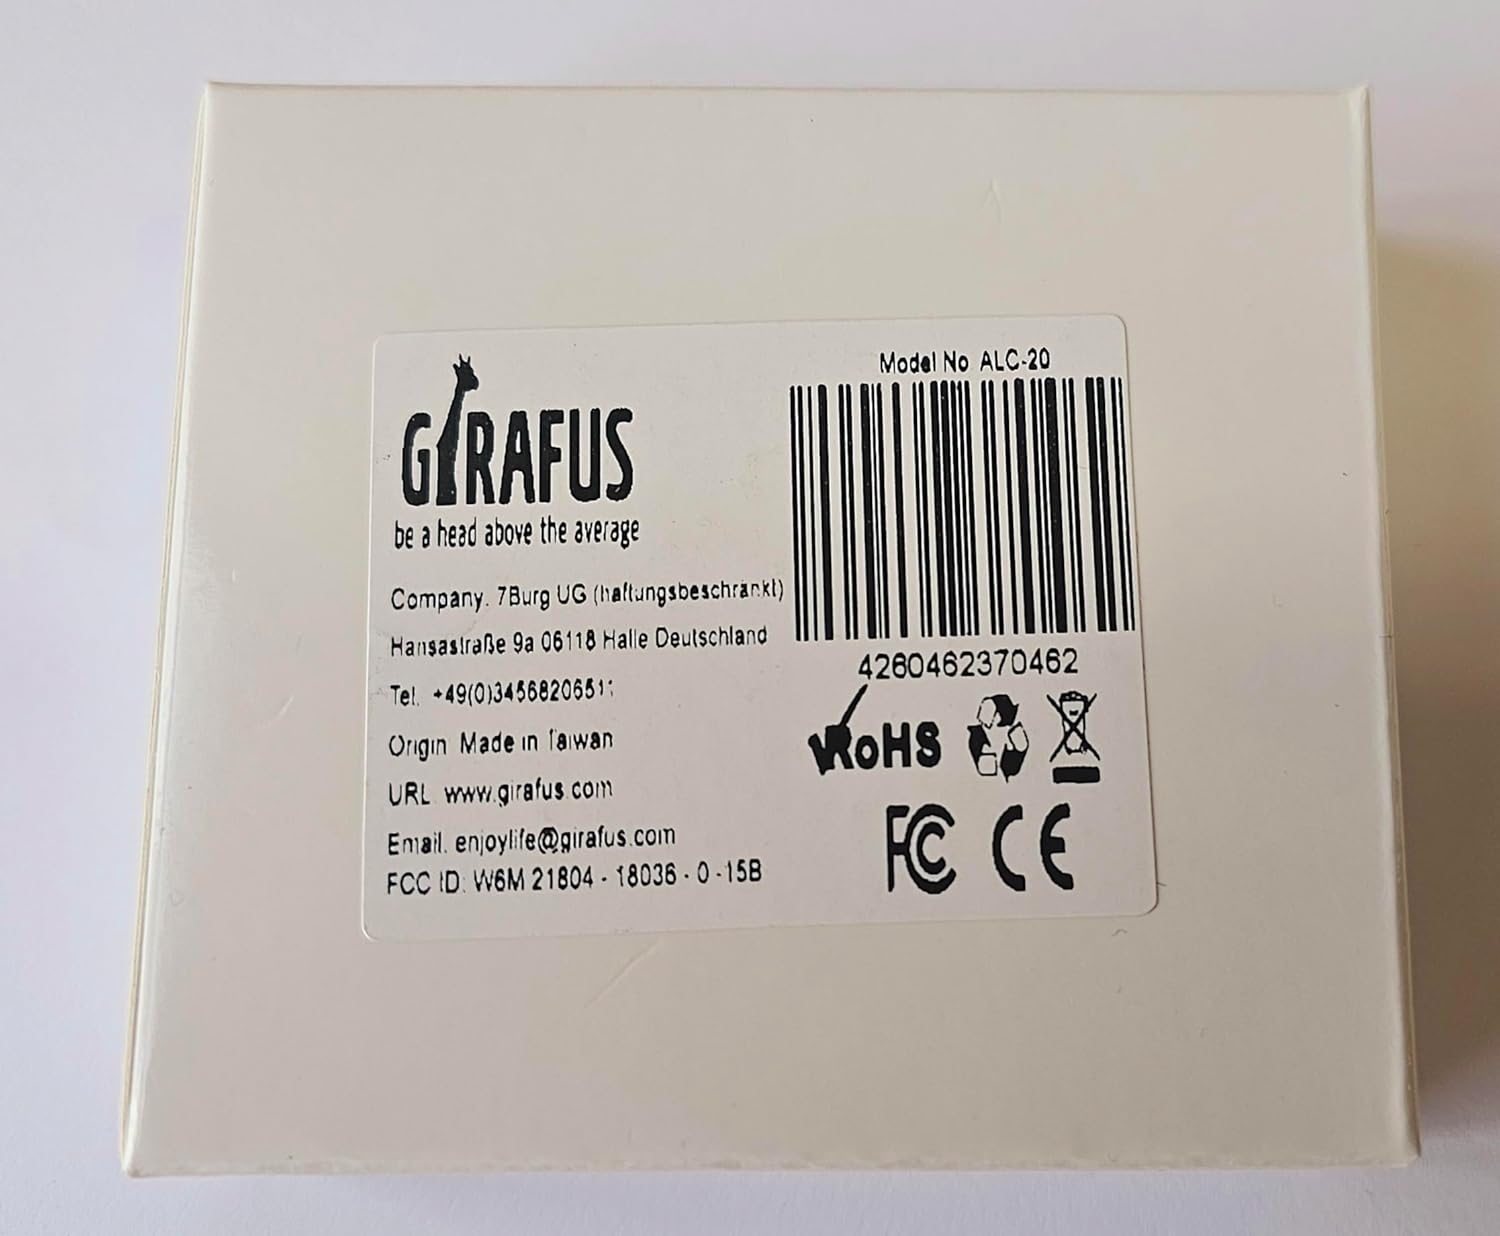 GIRAFUS
be a head above the average
Company. 7Burg UG (haftungsbeschränkt)
Hansastraße 9a 06118 Halle Deutschland
Tel. +49(0)34568206511
Origin Made in Taiwan
URL www.girafus.com
Email. enjoylife@girafus.com
FCC ID: W6M 21804 - 18036 - 0 -15B
Model No ALC-20
4260462370462
RoHS
FC CE